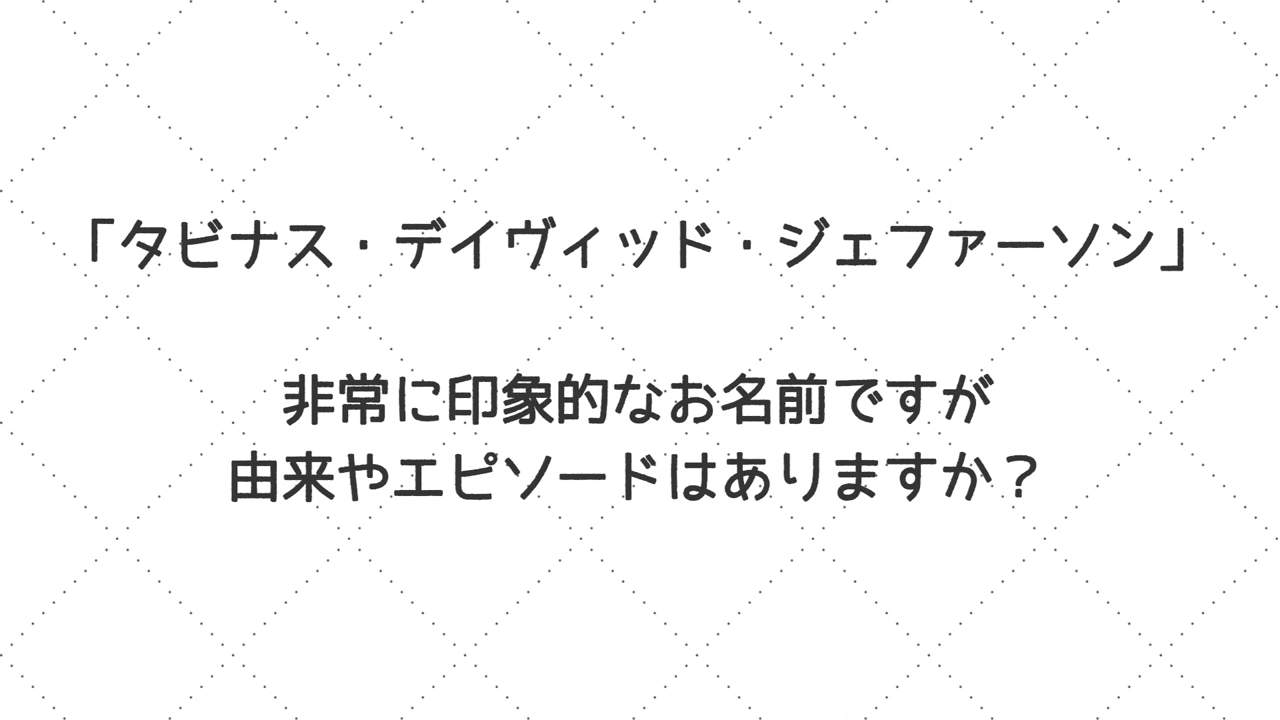 「タビナス・デイヴィッド・ジェファーソン」
非常に印象的なお名前ですが
由来やエピソードはありますか？